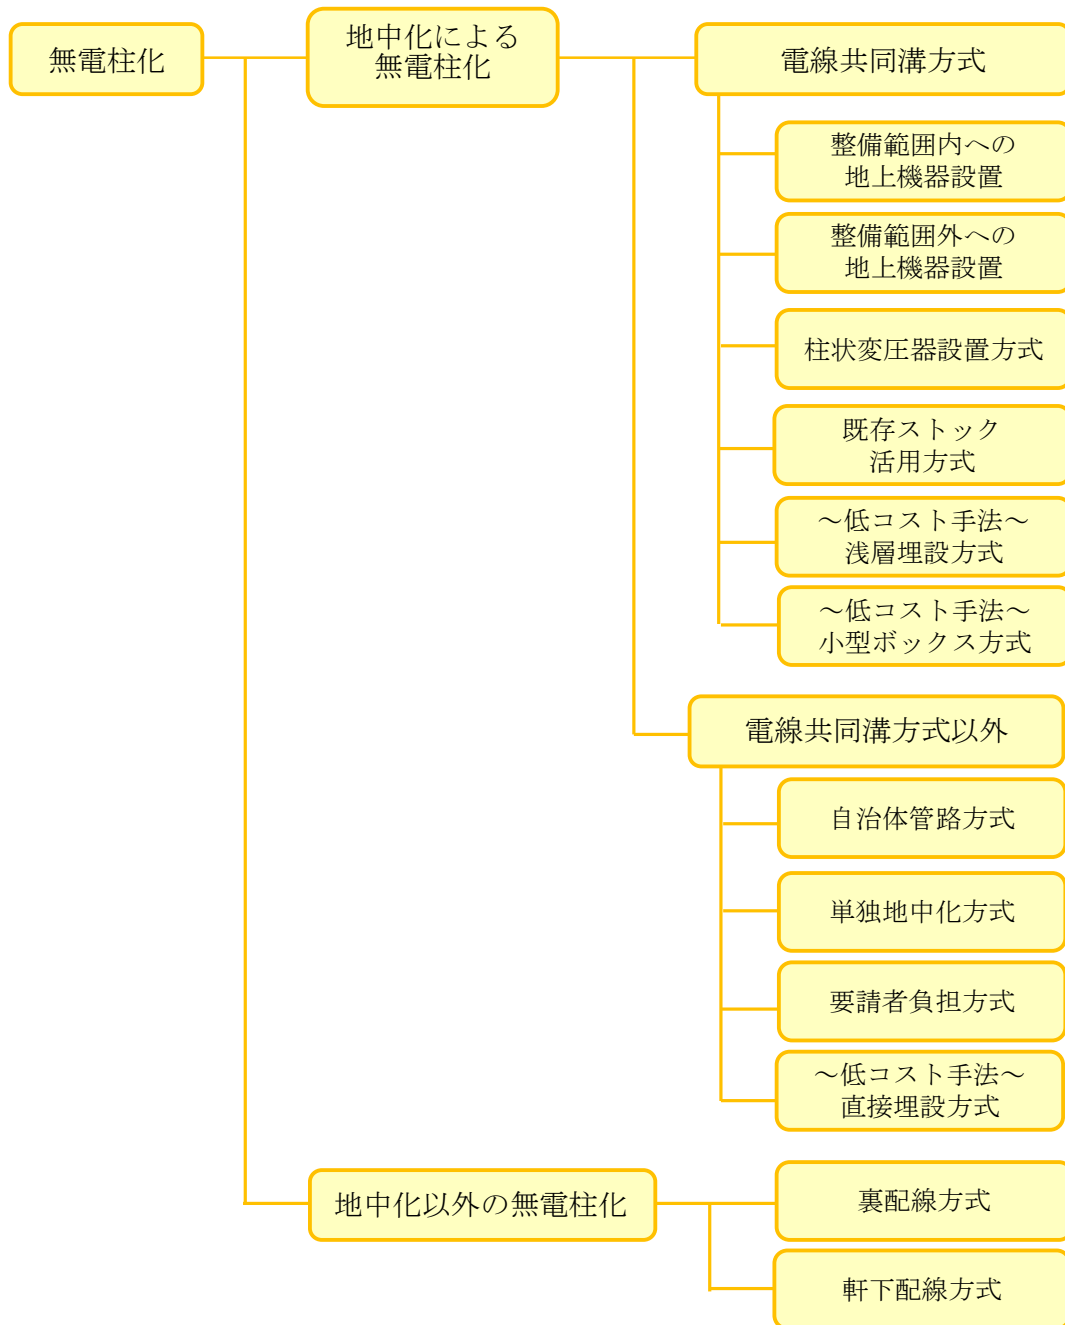 無電柱化
地中化による
無電柱化
電線共同溝方式
整備範囲内への
地上機器設置
整備範囲外への
地上機器設置
柱状変圧器設置方式
既存ストック
活用方式
～低コスト手法～
浅層埋設方式
～低コスト手法～
小型ボックス方式
電線共同溝方式以外
自治体管路方式
単独地中化方式
要請者負担方式
～低コスト手法～
直接埋設方式
地中化以外の無電柱化
裏配線方式
軒下配線方式